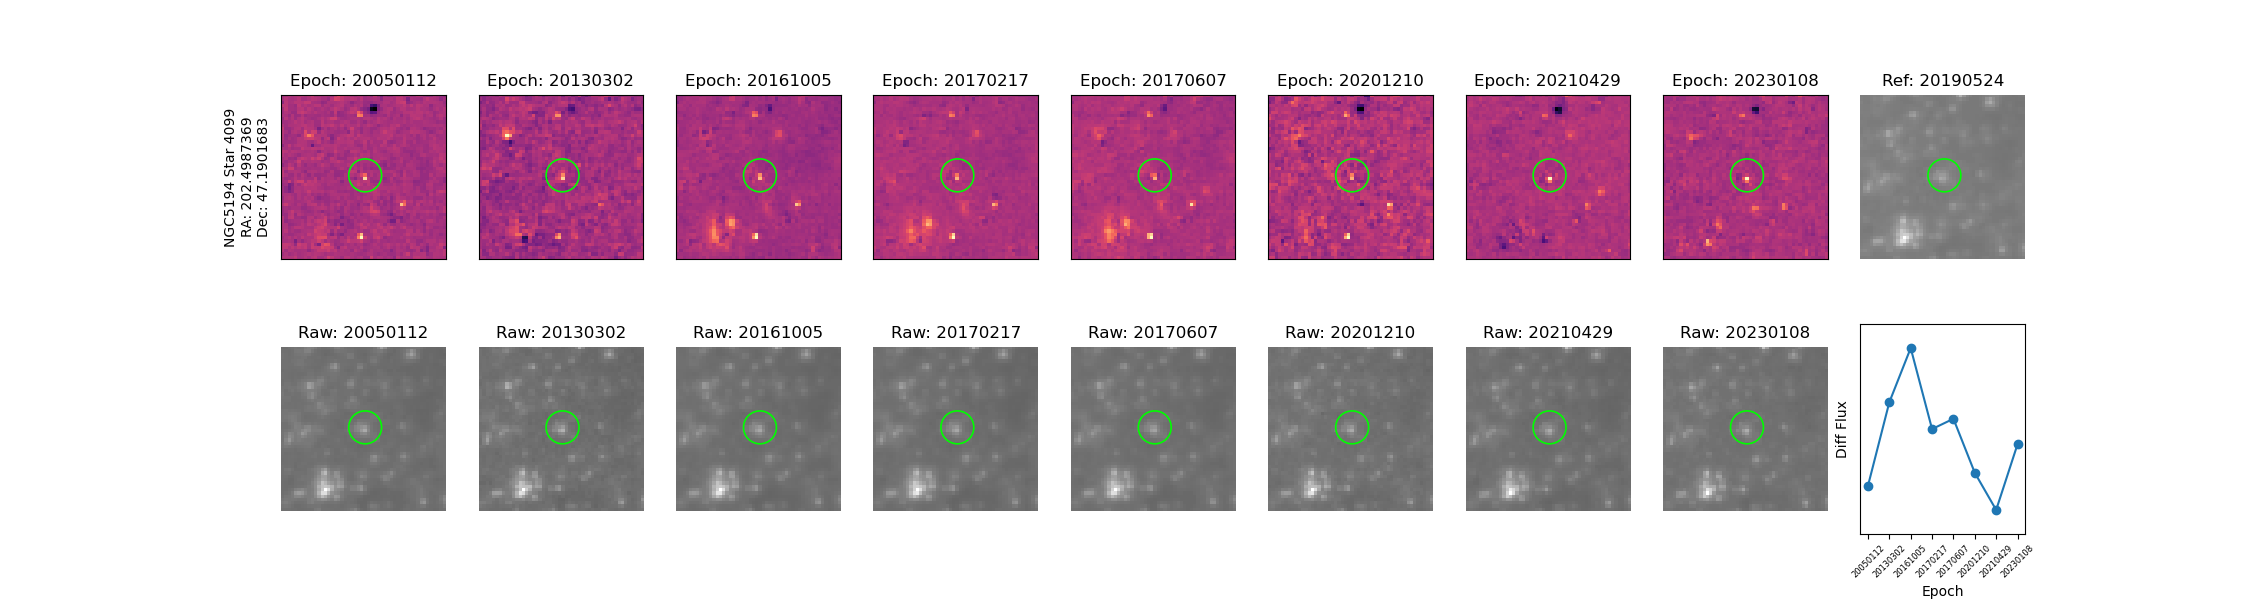 NGC5194 Star 4099
RA: 202.4987369
Dec: 47.1901683
Epoch: 20050112
Epoch: 20130302
Epoch: 20161005
Epoch: 20170217
Epoch: 20170607
Epoch: 20201210
Epoch: 20210429
Epoch: 20230108
Ref: 20190524
Raw: 20050112
Raw: 20130302
Raw: 20161005
Raw: 20170217
Raw: 20170607
Raw: 20201210
Raw: 20210429
Raw: 20230108
Diff Flux
20050112
20130302
20161005
20170217
20170607
20201210
20210429
20230108
Epoch